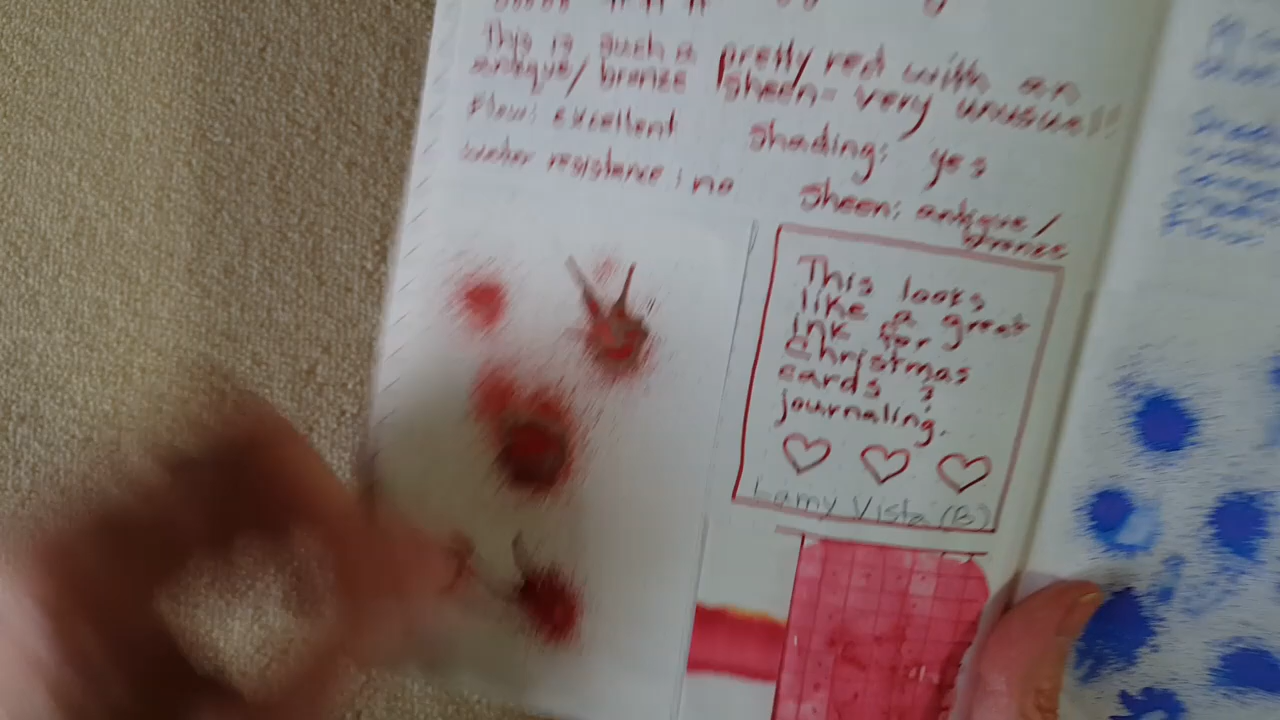 This is such a pretty red with an
antique/ bronze sheen- very unusual!!
Flow: excellent
Shading: yes
Water resistance: no
Sheen: antique/
bronze
This looks
like a great
ink for
Christmas
cards &
journaling.
Lamy Vista (B)